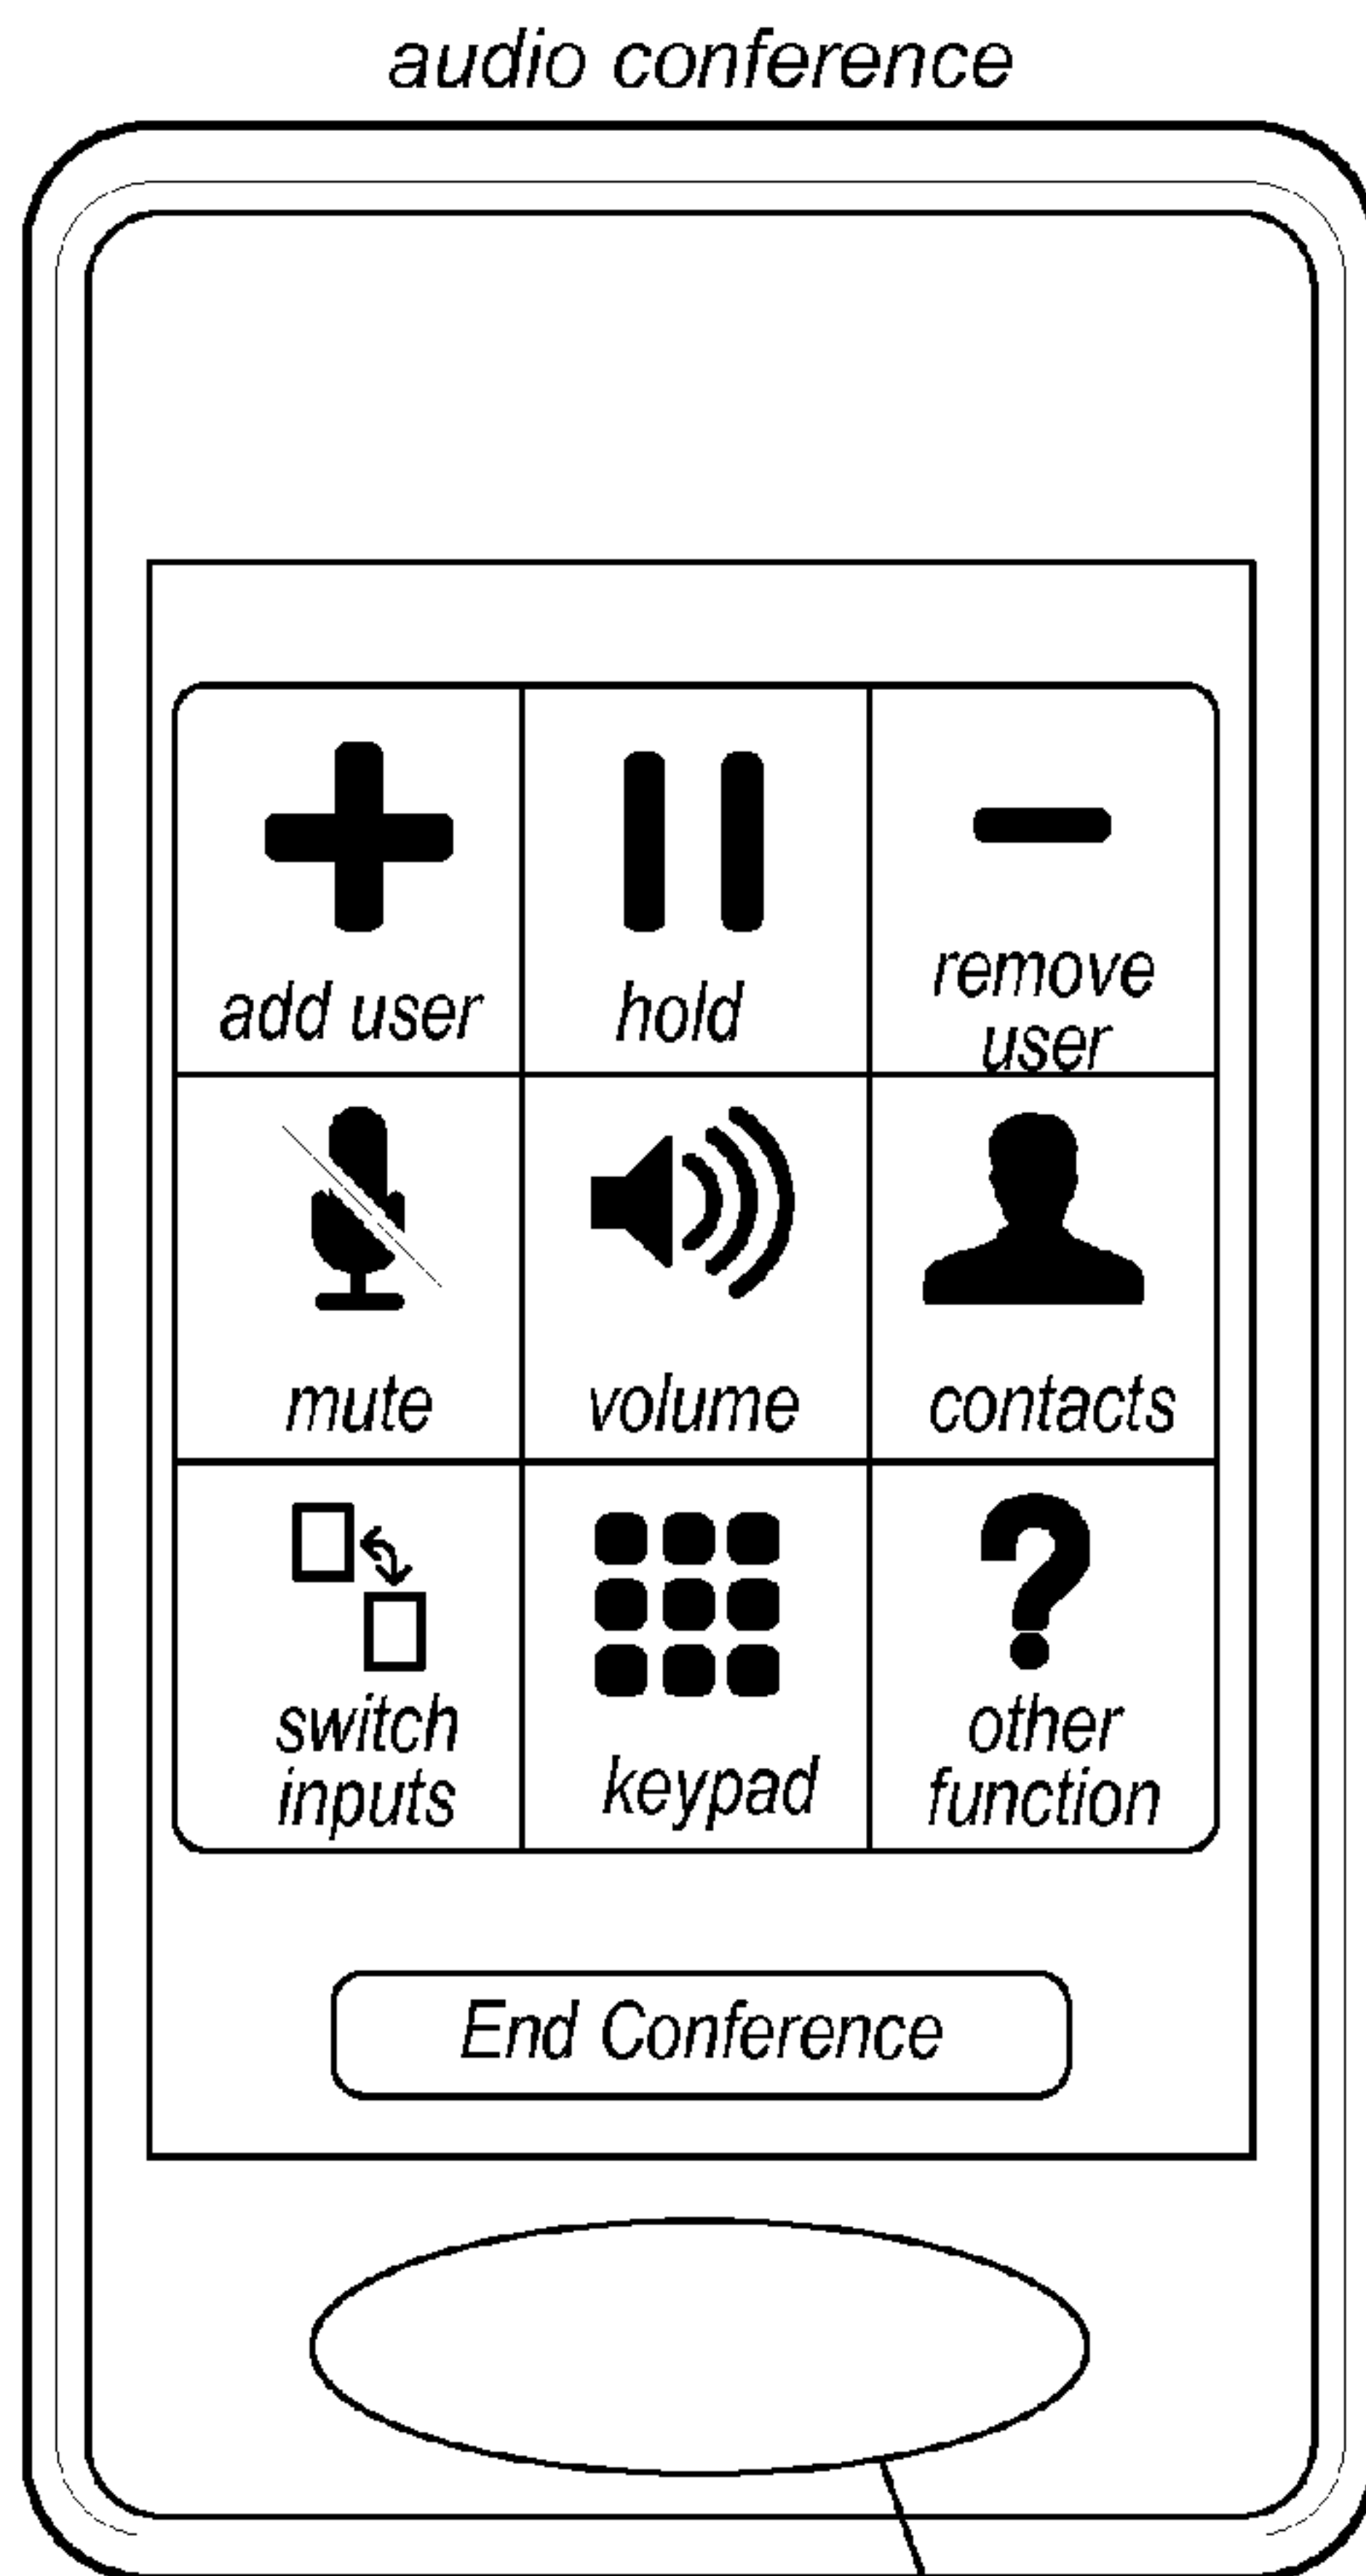 audio conference
add user
hold
remove
user
mute
volume
contacts
switch
inputs
keypad
other
function
End Conference